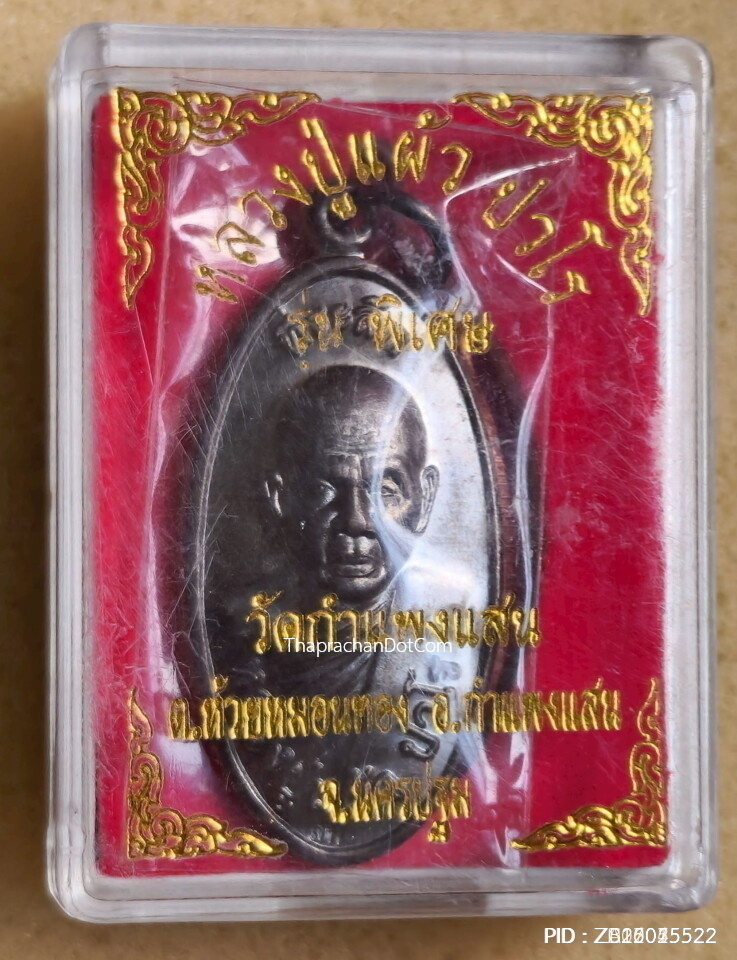 หลวงปู่แผ้ว ปวโร
รุ่น พิเศษ
วัดกำแพงแสน
ThaprachanDotCom
ต.ห้วยหมอนทอง อ.กำแพงแสน
จ.นครปฐม
PID :